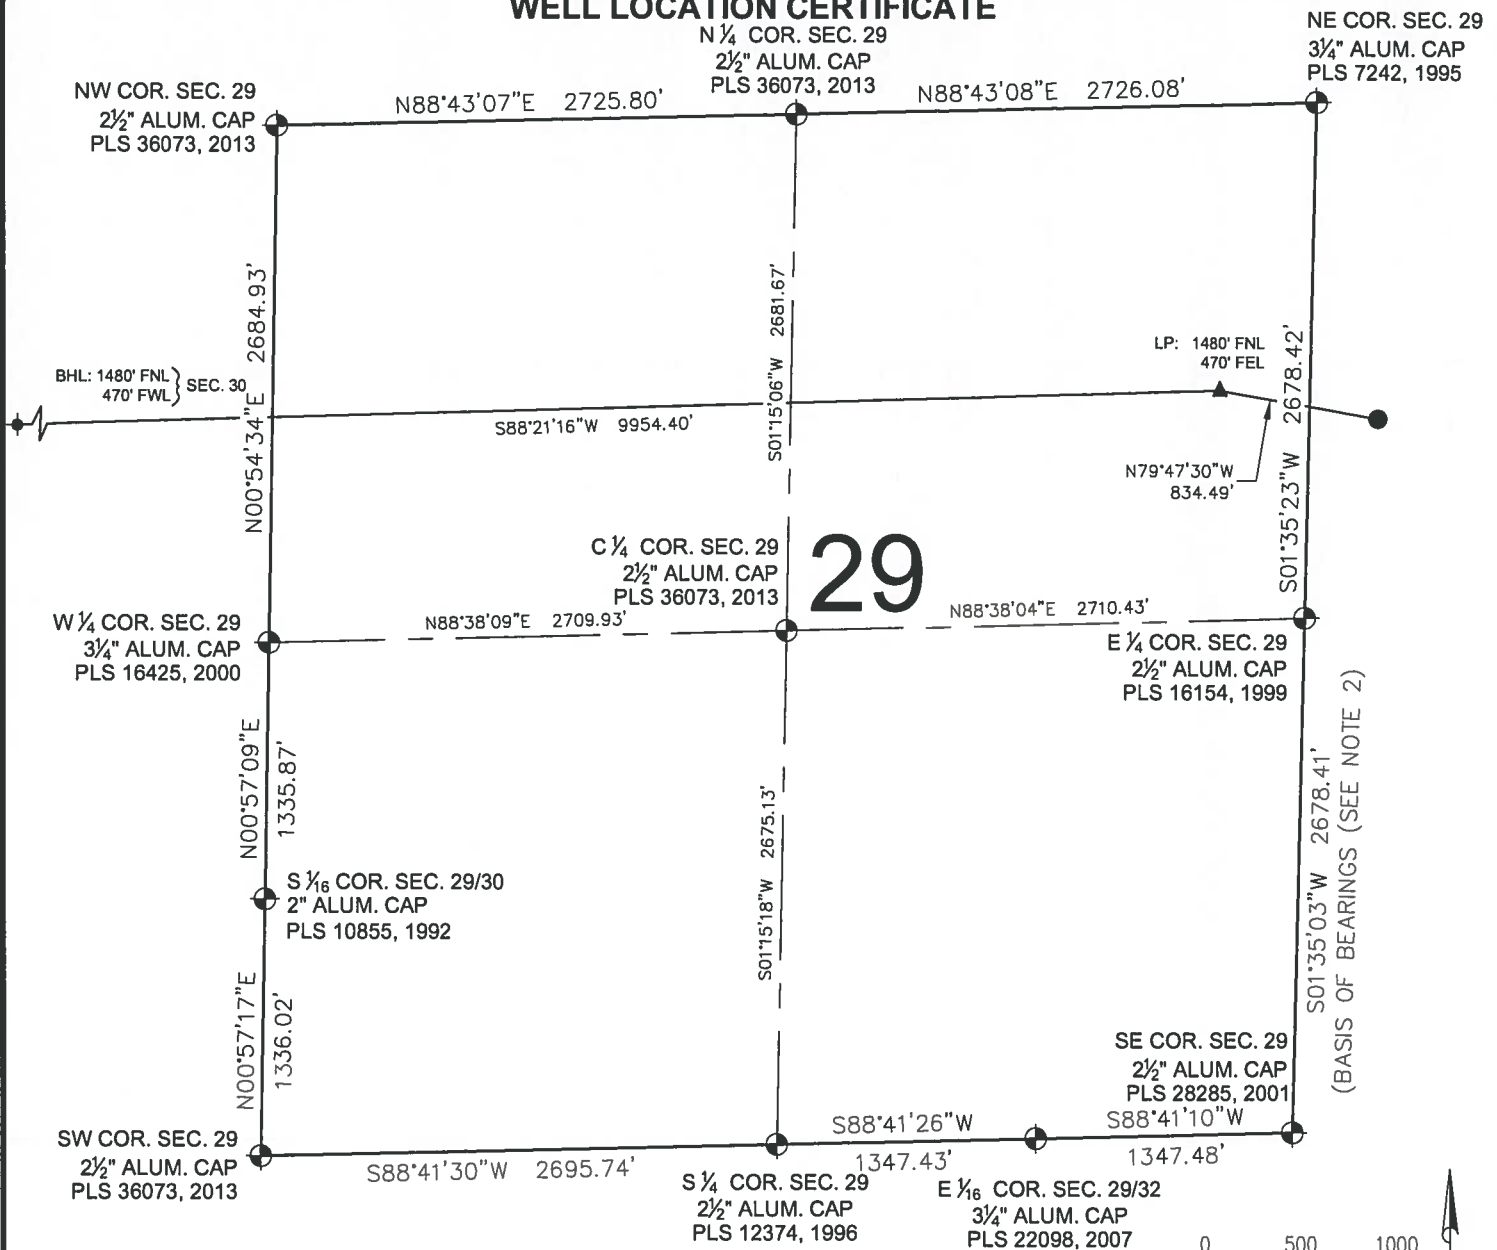 WELL LOCATION CERTIFICATE
N ¼ COR. SEC. 29
2½" ALUM. CAP
PLS 36073, 2013
NE COR. SEC. 29
3¼" ALUM. CAP
PLS 7242, 1995
NW COR. SEC. 29
2½" ALUM. CAP
PLS 36073, 2013
N88°43'07"E 2725.80'
N88°43'08"E 2726.08'
N00°54'34"E 2684.93'
S01°15'06"W 2681.67'
S01°35'23"W 2678.42'
LP: 1480' FNL
470' FEL
BHL: 1480' FNL
470' FWL
SEC. 30
S88°21'16"W 9954.40'
N79°47'30"W
834.49'
C ¼ COR. SEC. 29
2½" ALUM. CAP
PLS 36073, 2013
29
W ¼ COR. SEC. 29
3¼" ALUM. CAP
PLS 16425, 2000
N88°38'09"E 2709.93'
N88°38'04"E 2710.43'
E ¼ COR. SEC. 29
2½" ALUM. CAP
PLS 16154, 1999
N00°57'09"E
1335.87'
S01°15'18"W 2675.13'
S01°35'03"W 2678.41'
(BASIS OF BEARINGS (SEE NOTE 2)
S 1⁄16 COR. SEC. 29/30
2" ALUM. CAP
PLS 10855, 1992
N00°57'17"E
1336.02'
SE COR. SEC. 29
2½" ALUM. CAP
PLS 28285, 2001
SW COR. SEC. 29
2½" ALUM. CAP
PLS 36073, 2013
S88°41'30"W 2695.74'
S88°41'26"W
1347.43'
S88°41'10"W
1347.48'
S ¼ COR. SEC. 29
2½" ALUM. CAP
PLS 12374, 1996
E 1⁄16 COR. SEC. 29/32
3¼" ALUM. CAP
PLS 22098, 2007
0 500 1000